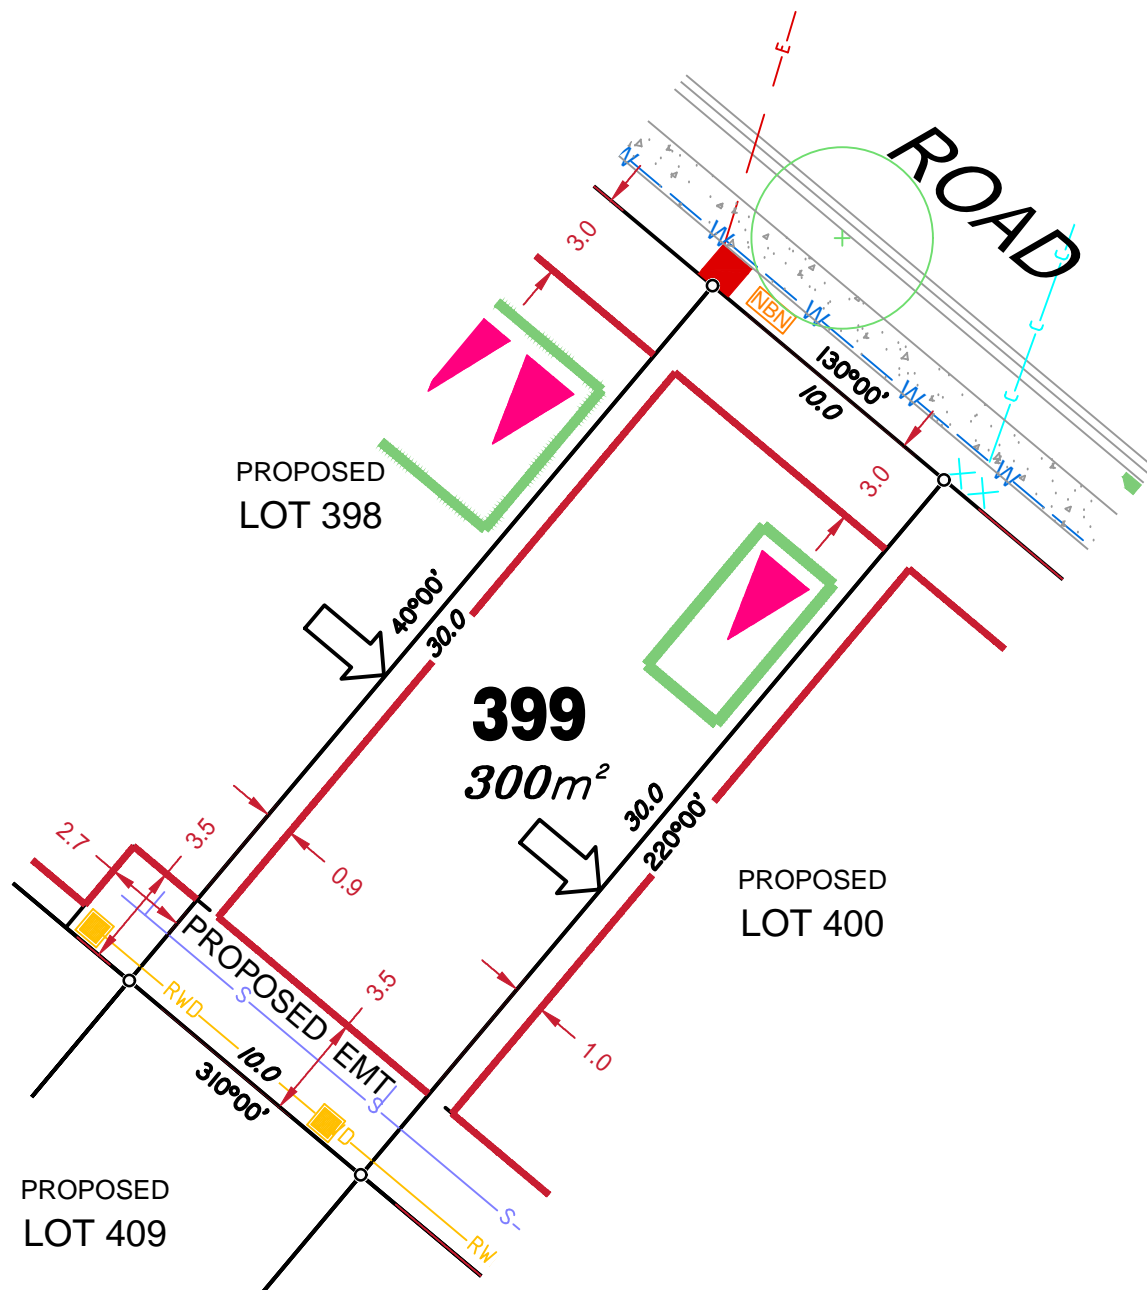 E
ROAD
W
3.0
W
NBN
W
130°00'
10.0
W
W
3.0
PROPOSED
LOT 398
40°00'
30.0
399
300m²
30.0
220°00'
2.7
3.5
0.9
PROPOSED
LOT 400
PROPOSED EMT
3.5
RWD
S
10.0
310°00'
1.0
S
D
S
RW
PROPOSED
LOT 409